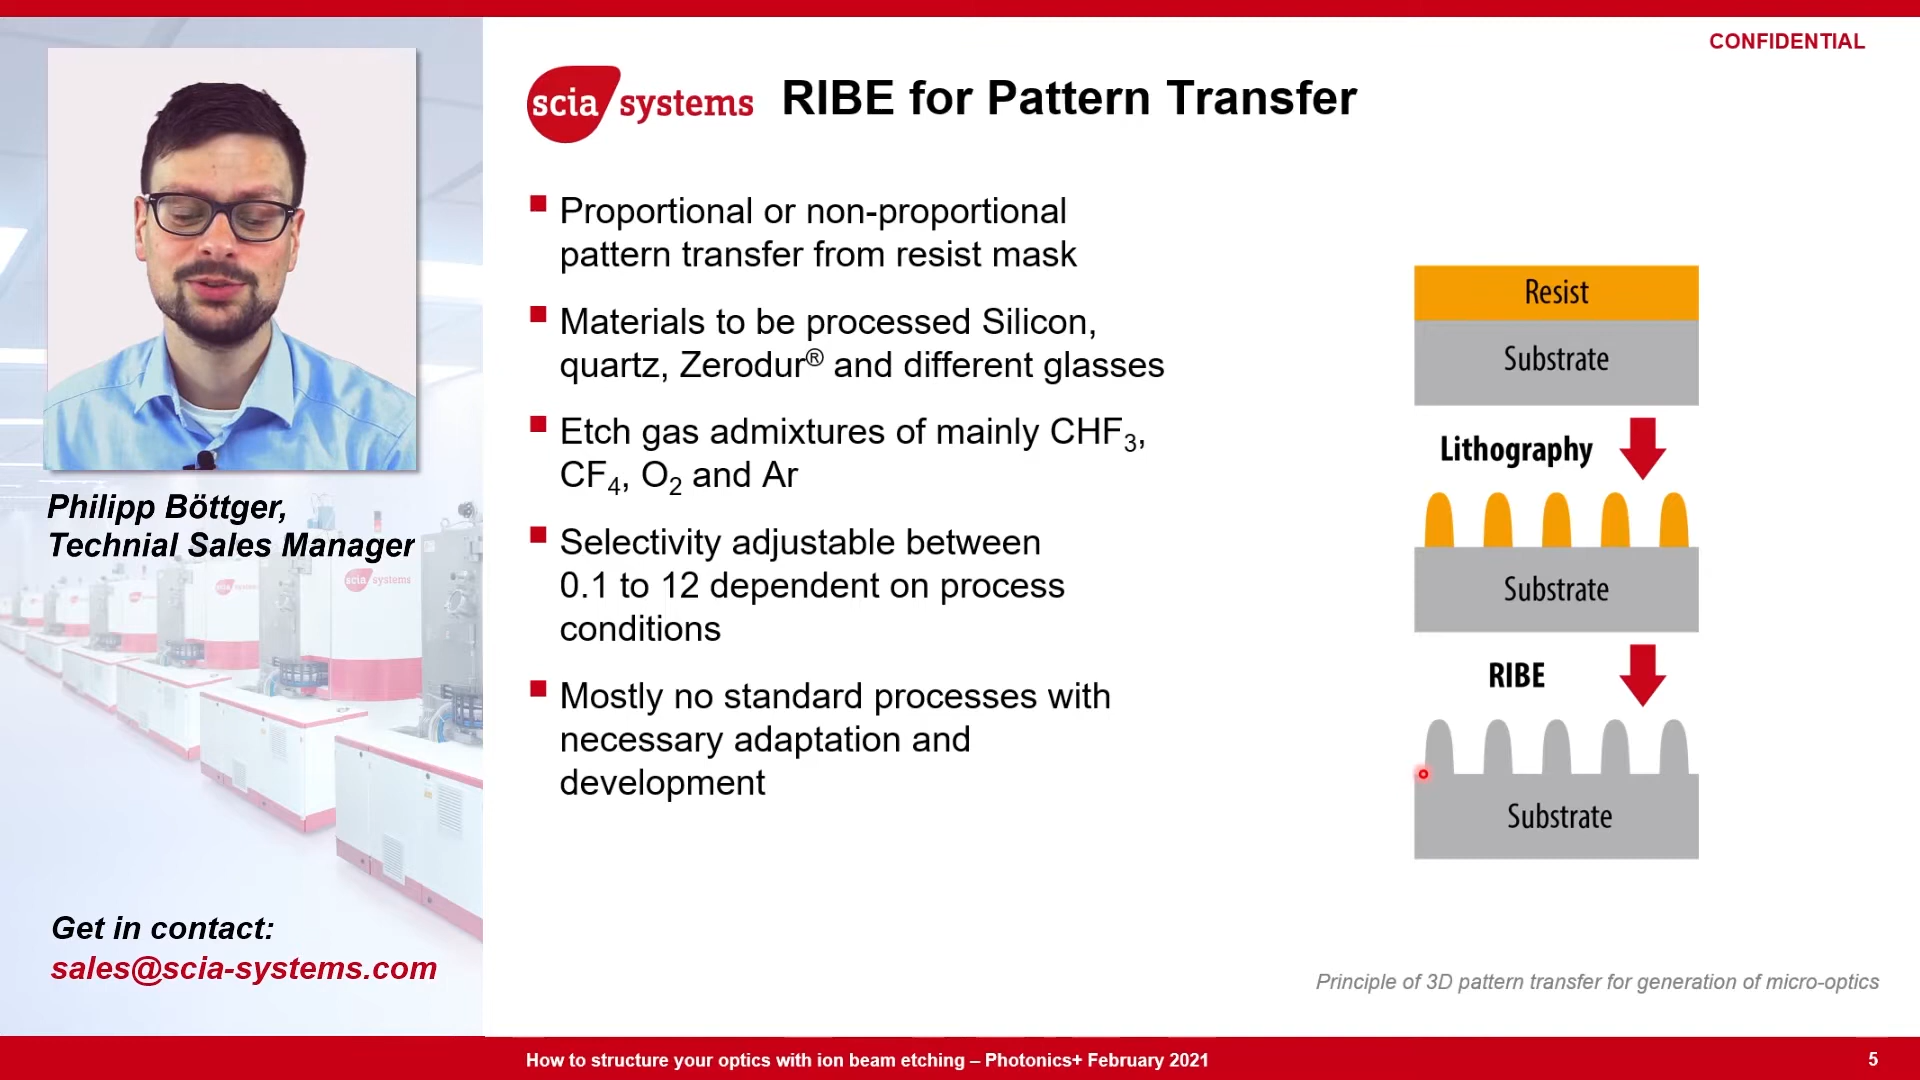 CONFIDENTIAL
scia systems
RIBE for Pattern Transfer
Proportional or non-proportional
pattern transfer from resist mask
Materials to be processed Silicon,
quartz, Zerodur® and different glasses
Etch gas admixtures of mainly CHF₃,
CF₄, O₂ and Ar
Selectivity adjustable between
0.1 to 12 dependent on process
conditions
Mostly no standard processes with
necessary adaptation and
development
Resist
Substrate
Lithography
Substrate
RIBE
Substrate
Principle of 3D pattern transfer for generation of micro-optics
Philipp Böttger,
Technial Sales Manager
scia systems
Get in contact:
sales@scia-systems.com
How to structure your optics with ion beam etching – Photonics+ February 2021
5